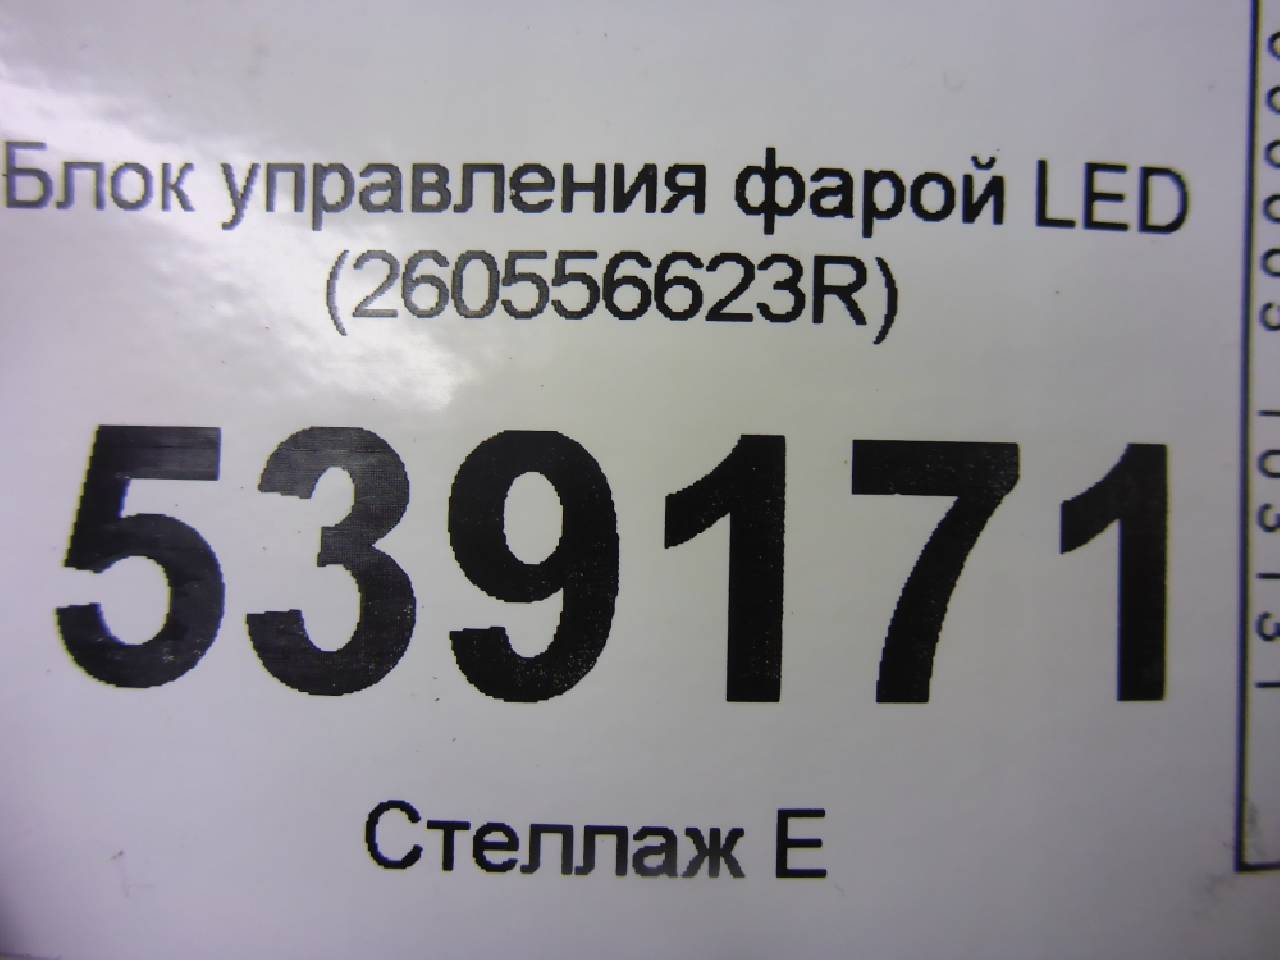 Блок управления фарой LED
(260556623R)
539171
Стеллаж Е